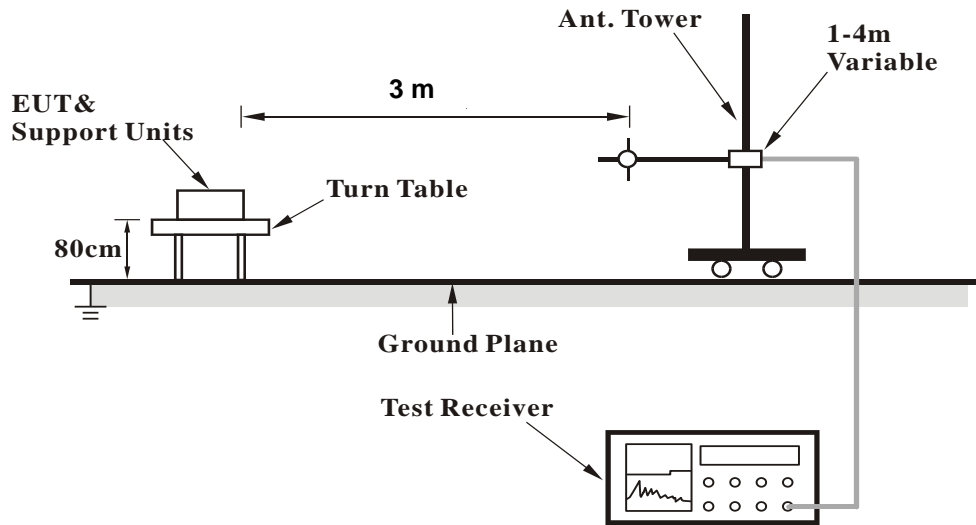 Ant. Tower
1-4m
Variable
3 m
EUT&
Support Units
Turn Table
80cm
Ground Plane
Test Receiver